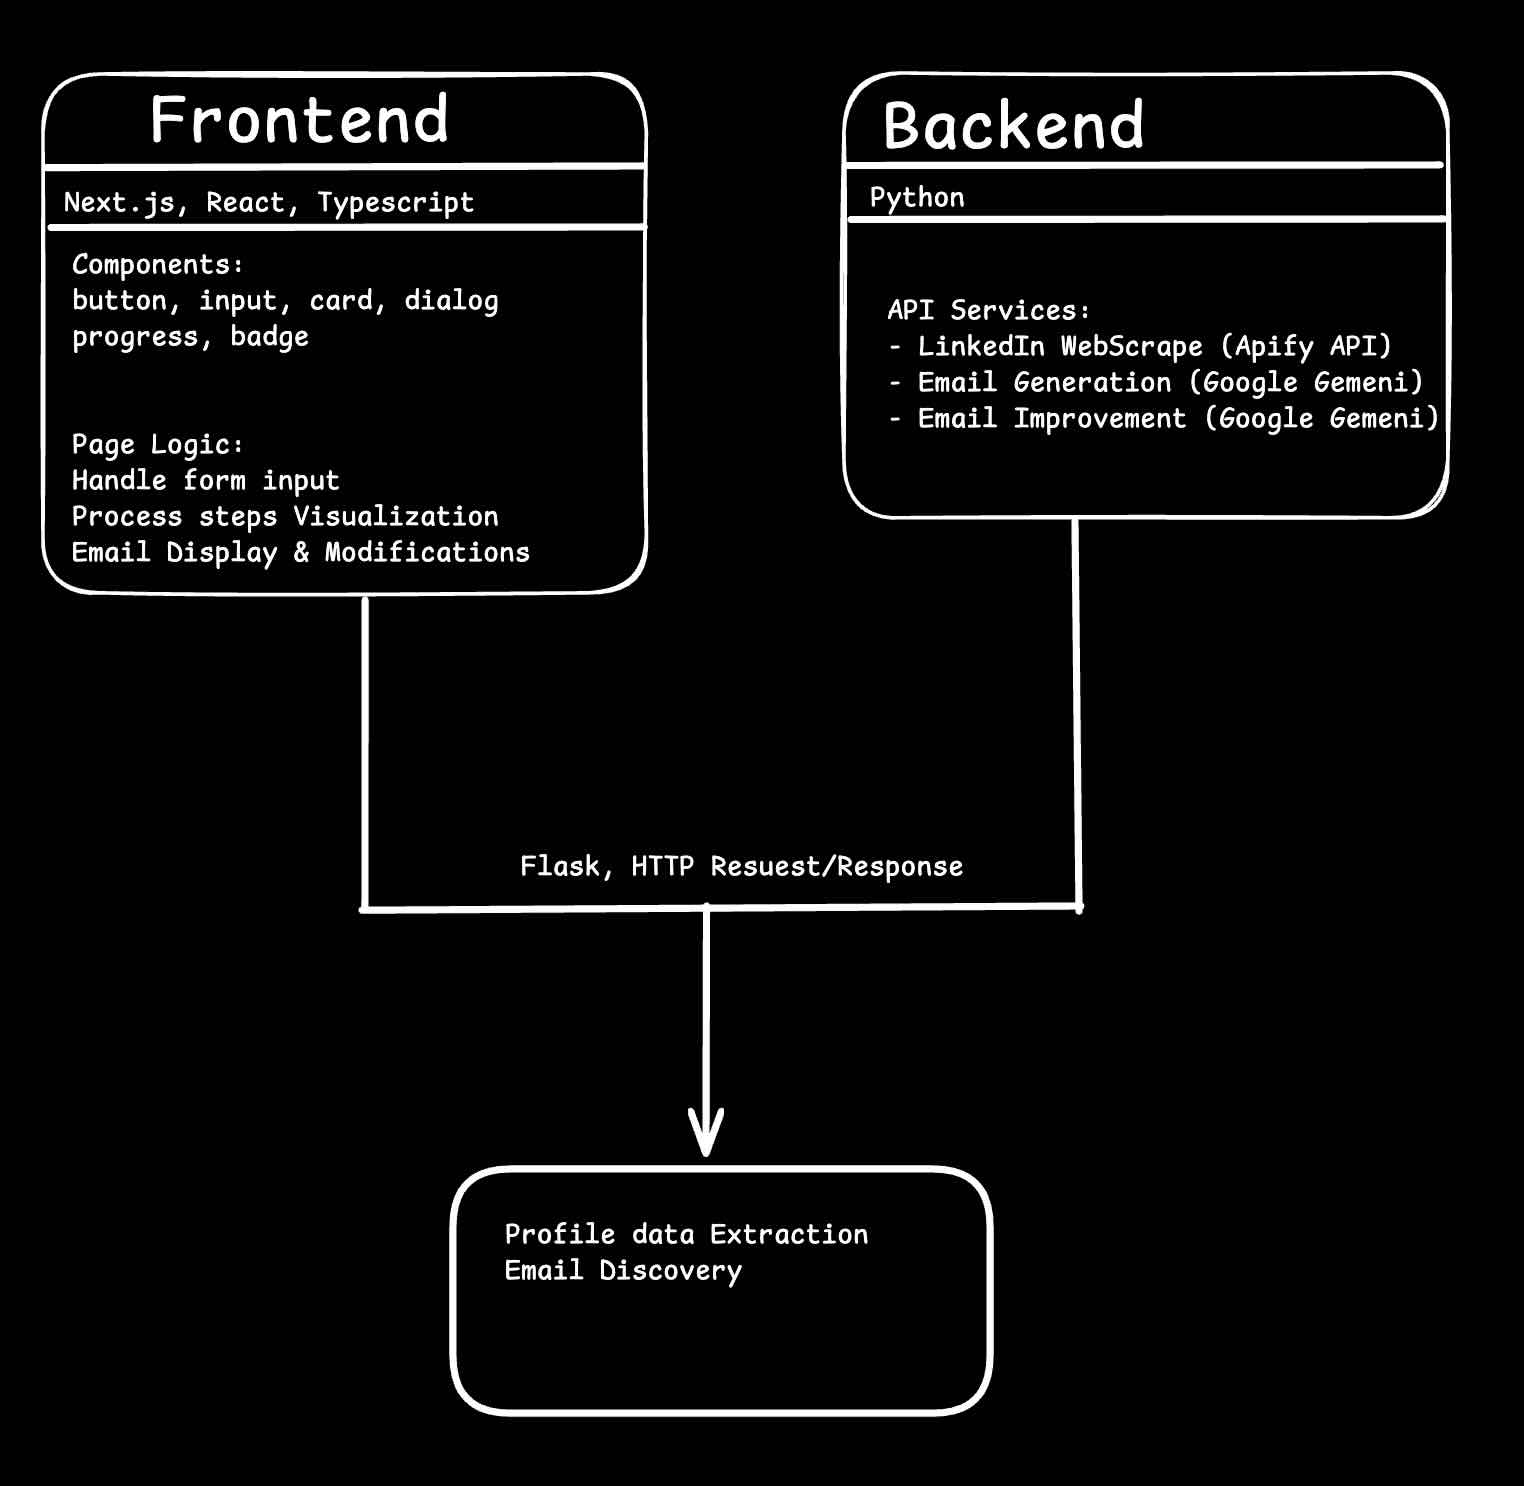 Frontend
Next.js, React, Typescript
Components:
button, input, card, dialog
progress, badge
Page Logic:
Handle form input
Process steps Visualization
Email Display & Modifications
Backend
Python
API Services:
- LinkedIn WebScrape (Apify API)
- Email Generation (Google Gemeni)
- Email Improvement (Google Gemeni)
Flask, HTTP Resuest/Response
Profile data Extraction
Email Discovery